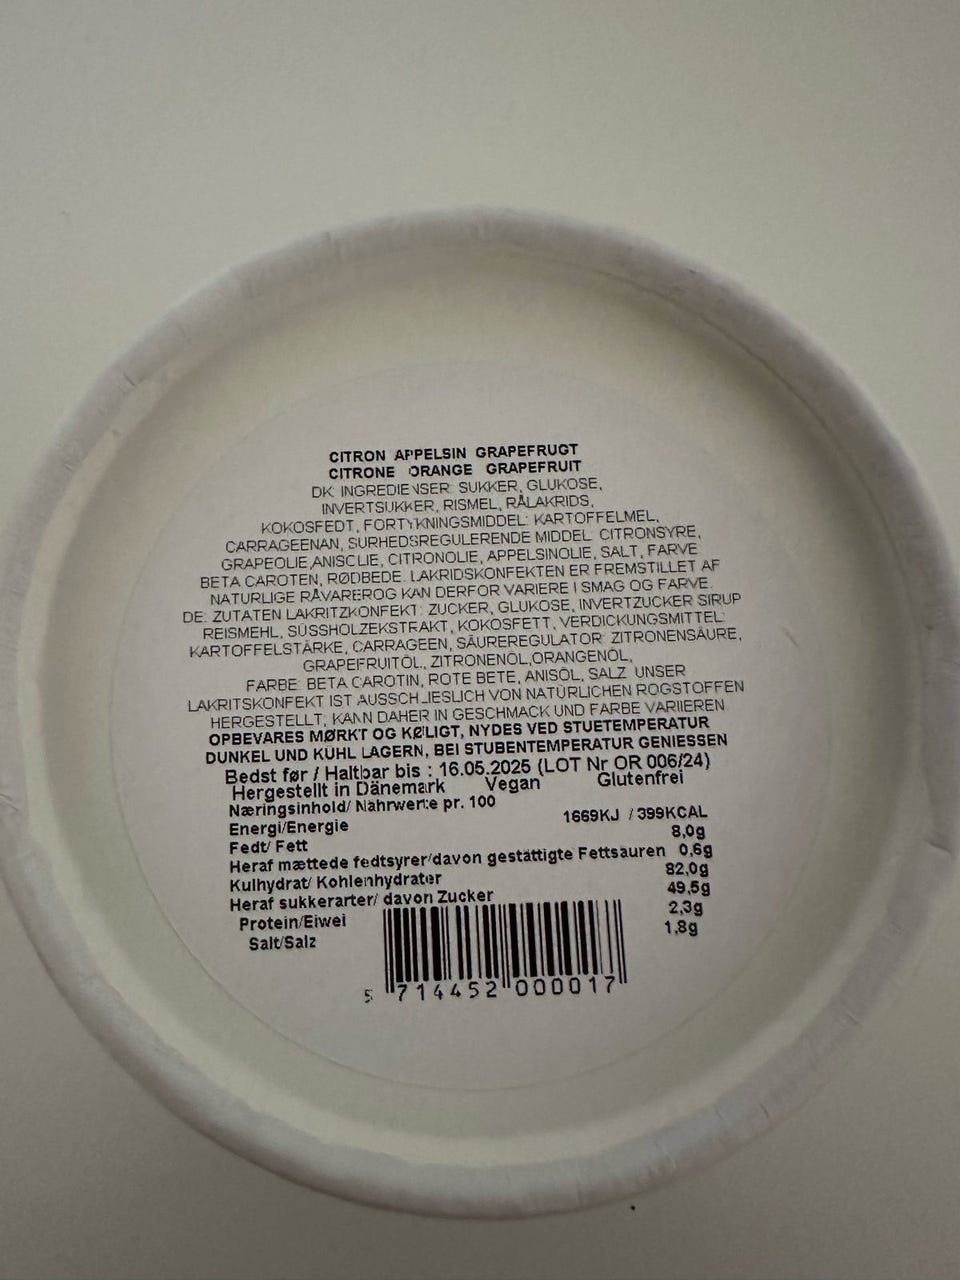 CITRON APPELSIN GRAPEFRUGT
CITRONE ORANGE GRAPEFRUIT
DK: INGREDIENSER: SUKKER, GLUKOSE,
INVERTSUKKER, RISMEL, RÅLAKRIDS,
KOKOSFEDT, FORTYKNINGSMIDDEL: KARTOFFELMEL,
CARRAGEENAN, SURHEDSREGULERENDE MIDDEL: CITRONSYRE,
GRAPEOLIE,ANISOLIE, CITRONOLIE, APPELSINOLIE, SALT, FARVE
BETA CAROTEN, RØDBEDE. LAKRIDSKONFEKTEN ER FREMSTILLET AF
NATURLIGE RÅVAREROG KAN DERFOR VARIERE I SMAG OG FARVE.
DE: ZUTATEN LAKRITZKONFEKT: ZUCKER, GLUKOSE, INVERTZUCKER SIRUP
REISMEHL, SÜSSHOLZEKSTRAKT, KOKOSFETT, VERDICKUNGSMITTEL:
KARTOFFELSTÄRKE, CARRAGEEN, SÄUREREGULATOR: ZITRONENSÄURE,
GRAPEFRUITÖL, ZITRONENÖL,ORANGENÖL,
FARBE: BETA CAROTIN, ROTE BETE, ANISÖL, SALZ. UNSER
LAKRITSKONFEKT IST AUSSCHLIESLICH VON NATÜRLICHEN ROGSTOFFEN
HERGESTELLT; KANN DAHER IN GESCHMACK UND FARBE VARIIEREN
OPBEVARES MØRKT OG KØLIGT, NYDES VED STUETEMPERATUR
DUNKEL UND KÜHL LAGERN, BEI STUBENTEMPERATUR GENIESSEN
Bedst før / Haltbar bis : 16.05.2025 (LOT Nr OR 006/24)
Hergestellt in Dänemark Vegan Glutenfrei
Næringsinhold/ Nährwerte pr. 100
Energi/Energie 1669KJ / 399KCAL
Fedt/ Fett 8,0g
Heraf mættede fedtsyrer/davon gestättigte Fettsäuren 0,6g
Kulhydrat/ Kohlenhydrater 82,0g
Heraf sukkerarter/ davon Zucker 49,5g
Protein/Eiwei 2,3g
Salt/Salz 1,8g
5 714452 000017